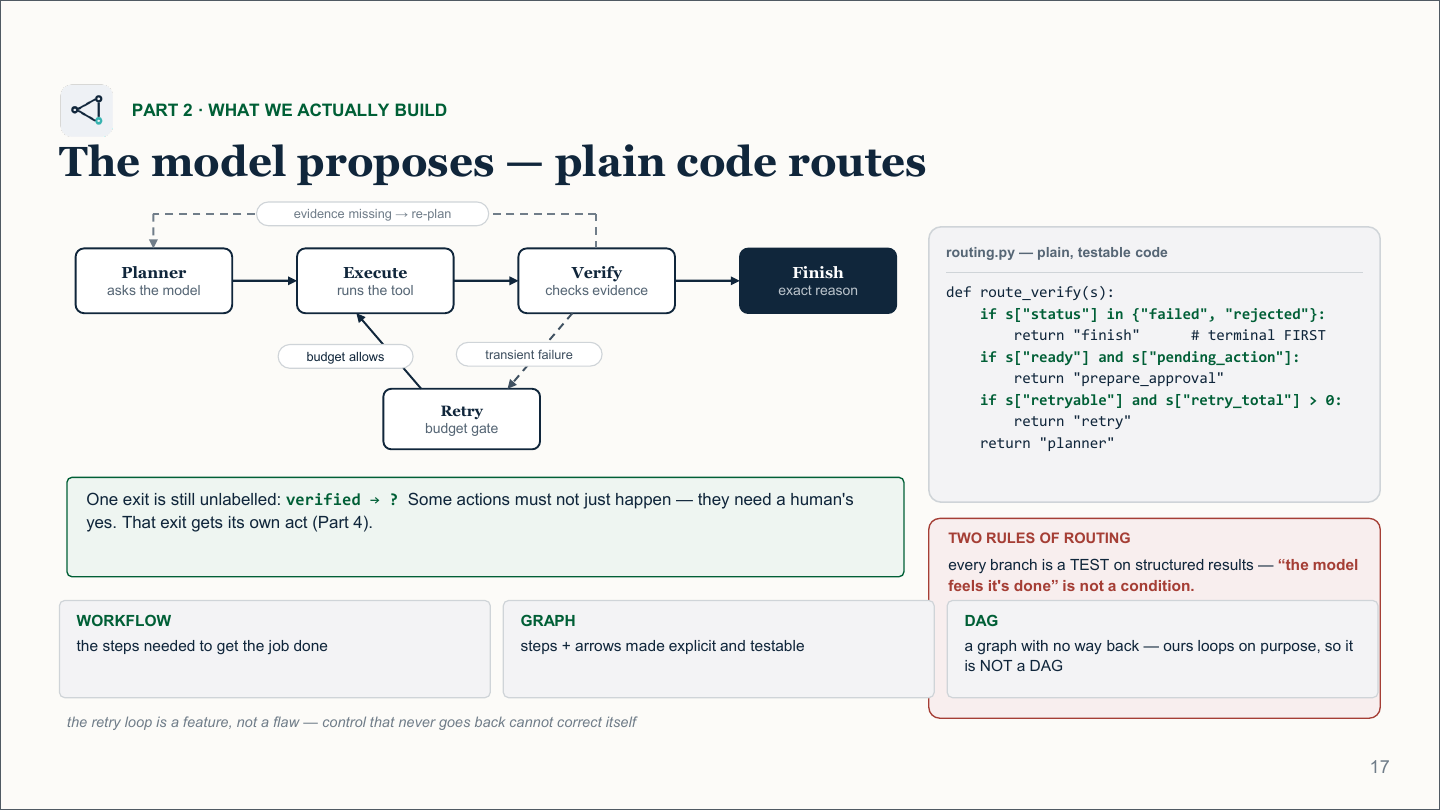 PART 2 · WHAT WE ACTUALLY BUILD
The model proposes — plain code routes
evidence missing → re-plan
Planner
asks the model
Execute
runs the tool
Verify
checks evidence
Finish
exact reason
budget allows
transient failure
Retry
budget gate
routing.py — plain, testable code
def route_verify(s):
    if s["status"] in {"failed", "rejected"}:
        return "finish"      # terminal FIRST
    if s["ready"] and s["pending_action"]:
        return "prepare_approval"
    if s["retryable"] and s["retry_total"] > 0:
        return "retry"
    return "planner"
One exit is still unlabelled: verified → ? Some actions must not just happen — they need a human's
yes. That exit gets its own act (Part 4).
TWO RULES OF ROUTING
every branch is a TEST on structured results — “the model
feels it's done” is not a condition.
WORKFLOW
the steps needed to get the job done
GRAPH
steps + arrows made explicit and testable
DAG
a graph with no way back — ours loops on purpose, so it
is NOT a DAG
the retry loop is a feature, not a flaw — control that never goes back cannot correct itself
17